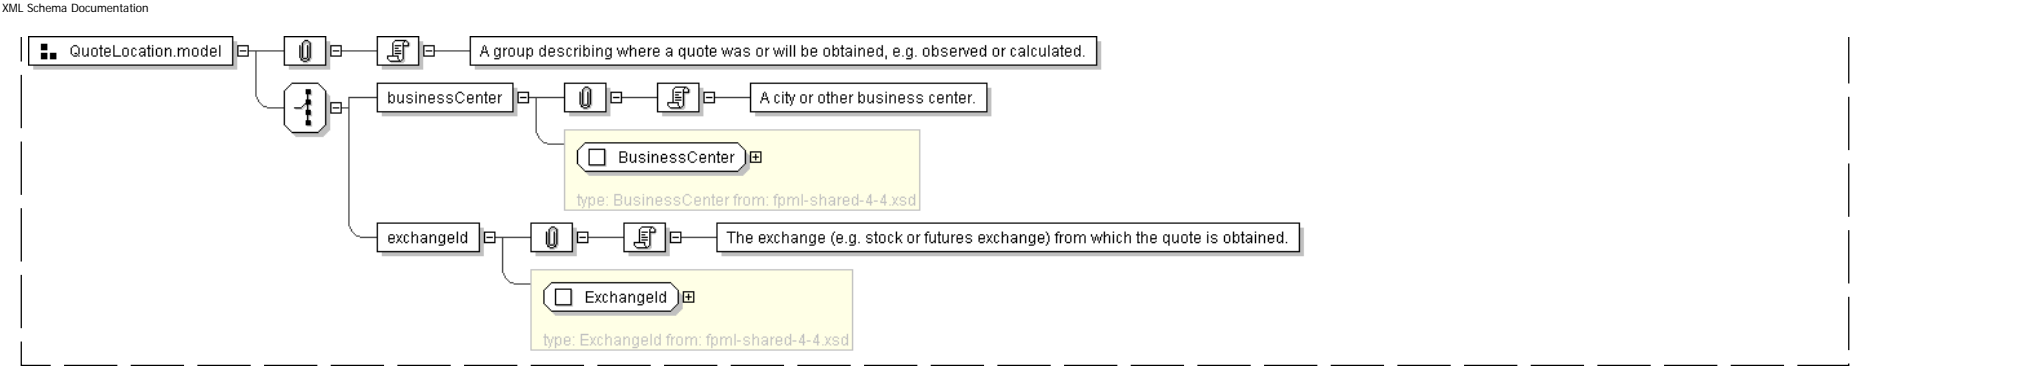 XML Schema Documentation
QuoteLocation.model
A group describing where a quote was or will be obtained, e.g. observed or calculated.
businessCenter
A city or other business center.
BusinessCenter
type: BusinessCenter from: fpml-shared-4-4.xsd
exchangeId
The exchange (e.g. stock or futures exchange) from which the quote is obtained.
ExchangeId
type: ExchangeId from: fpml-shared-4-4.xsd